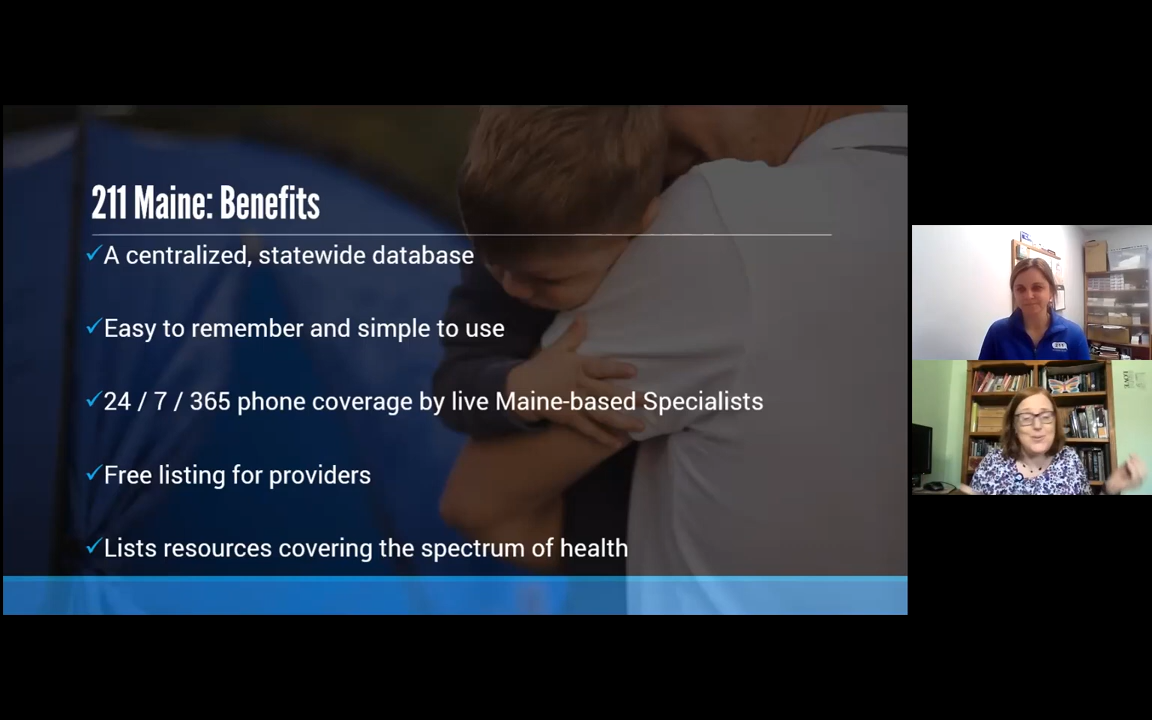 211 Maine: Benefits
✓A centralized, statewide database
✓Easy to remember and simple to use
✓24 / 7 / 365 phone coverage by live Maine-based Specialists
✓Free listing for providers
✓Lists resources covering the spectrum of health
211